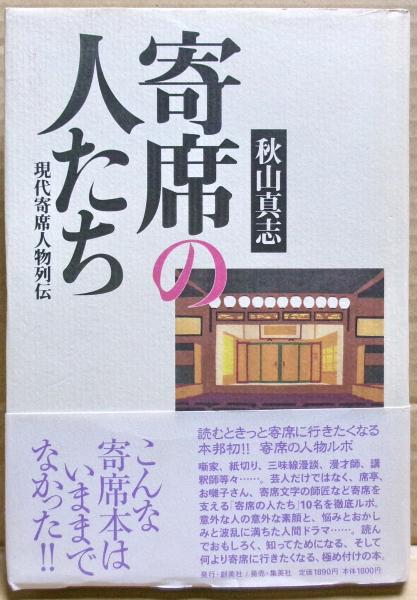 寄席の
人たち
現代寄席人物列伝
秋山真志
こんな
寄席本は
いままで
なかった!!
読むときっと寄席に行きたくなる
本邦初!! 寄席の人物ルポ
噺家、紙切り、三味線漫談、漫才師、講
釈師等々……。芸人だけではなく、席亭、
お囃子さん、寄席文字の師匠など寄席を
支える「寄席の人たち」10名を徹底ルポ。
意外な人の意外な素顔と、悩みとおかし
みと波乱に満ちた人間ドラマ……。読ん
でおもしろく、知ってためになる、そして
何より寄席に行きたくなる、極め付けの本。
発行・創美社/発売・集英社 定価1890円 本体1800円